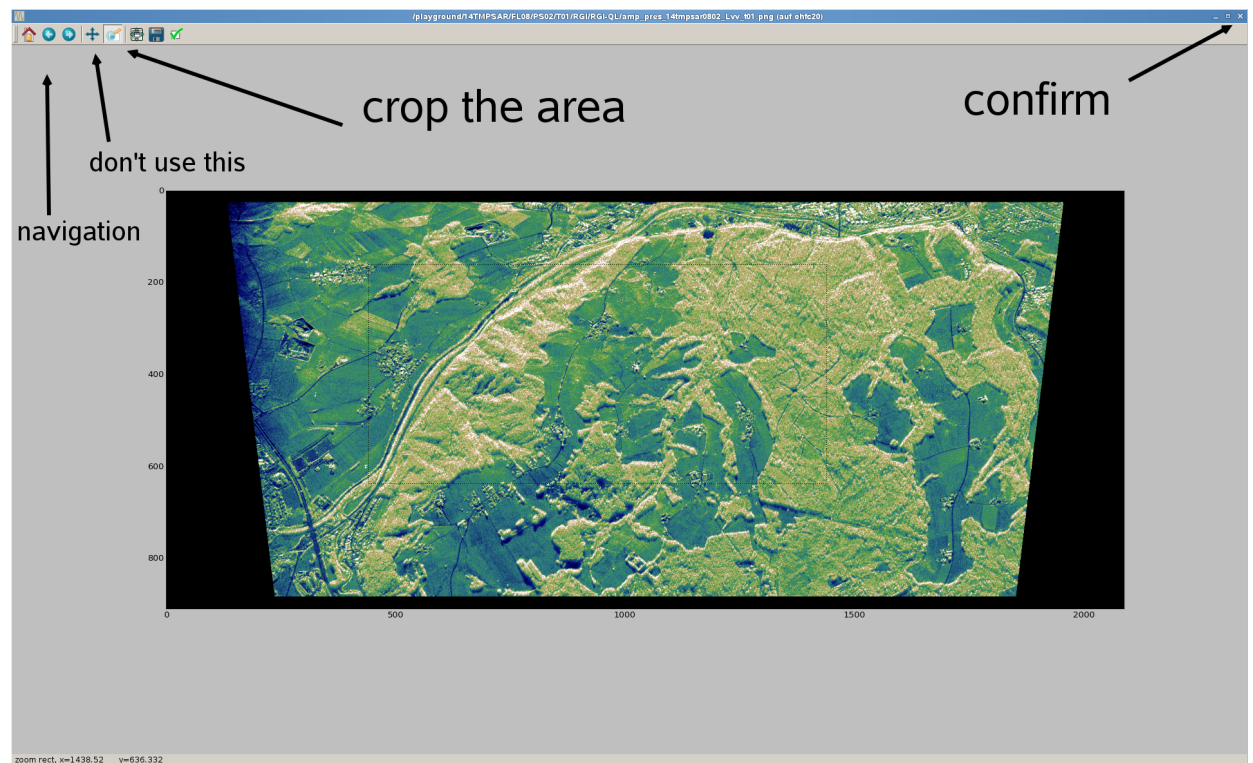 /playground/14TMPSAR/FL08/PS02/T01/RGI/RGI-QL/amp_pres_14tmpsar0802_Lvv_t01.png (auf ohfc20)
crop the area
confirm
don't use this
navigation
0
200
400
600
800
0 500 1000 1500 2000
zoom rect, x=1438.52 y=636.332